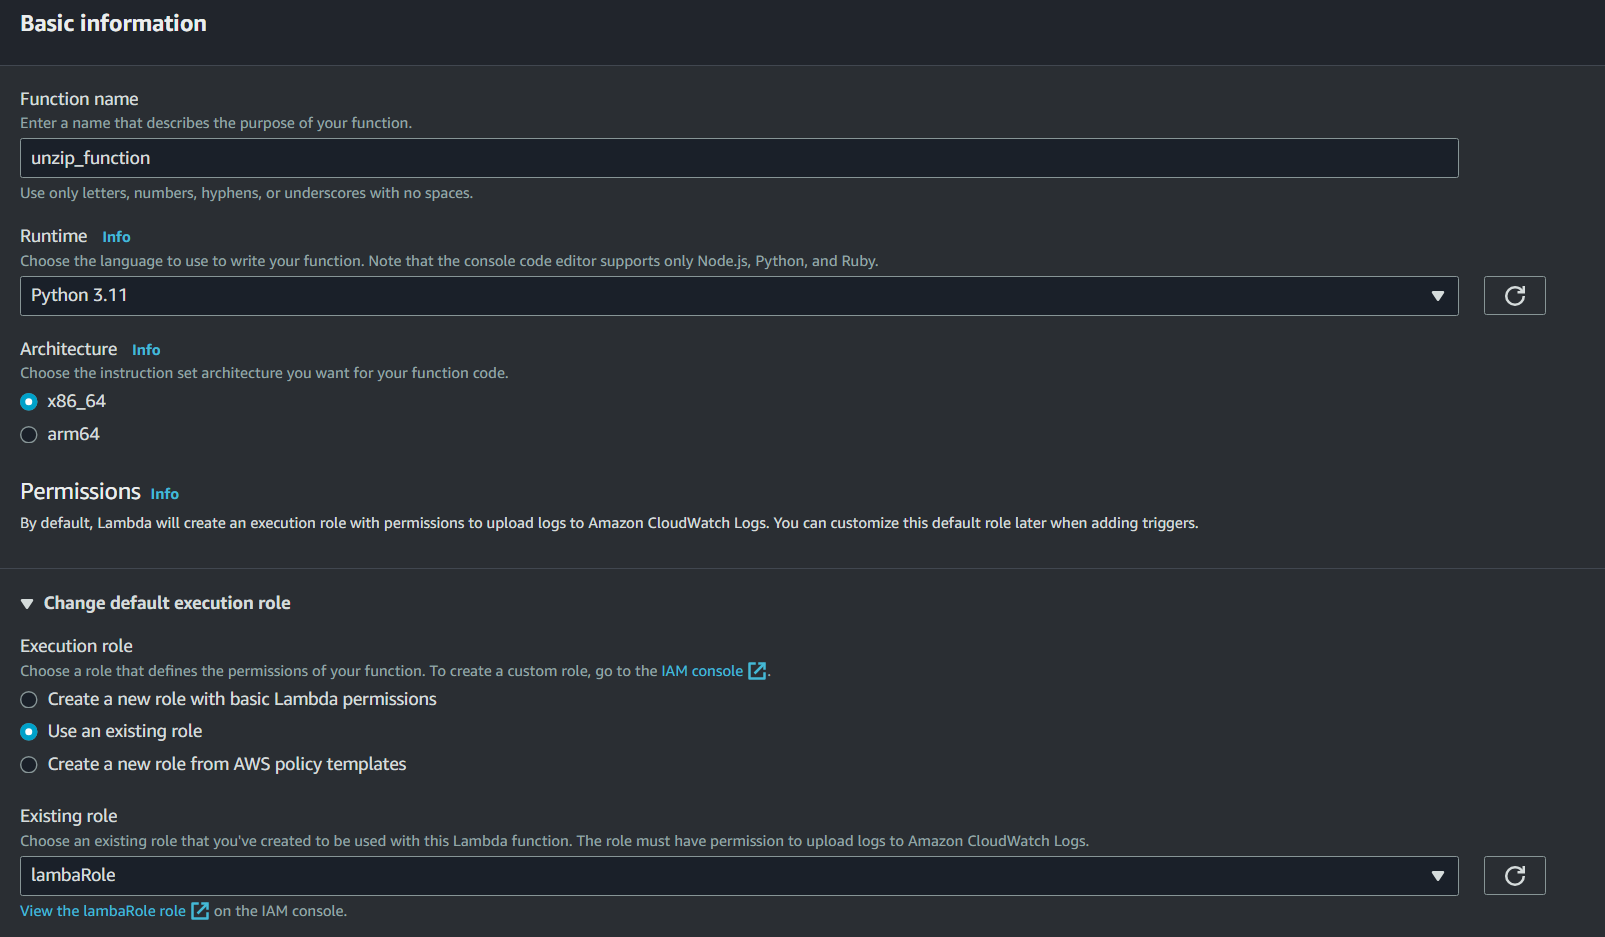 Basic information
Function name
Enter a name that describes the purpose of your function.
unzip_function
Use only letters, numbers, hyphens, or underscores with no spaces.
Runtime Info
Choose the language to use to write your function. Note that the console code editor supports only Node.js, Python, and Ruby.
Python 3.11
Architecture Info
Choose the instruction set architecture you want for your function code.
x86_64
arm64
Permissions Info
By default, Lambda will create an execution role with permissions to upload logs to Amazon CloudWatch Logs. You can customize this default role later when adding triggers.
Change default execution role
Execution role
Choose a role that defines the permissions of your function. To create a custom role, go to the IAM console.
Create a new role with basic Lambda permissions
Use an existing role
Create a new role from AWS policy templates
Existing role
Choose an existing role that you've created to be used with this Lambda function. The role must have permission to upload logs to Amazon CloudWatch Logs.
lambaRole
View the lambaRole role on the IAM console.